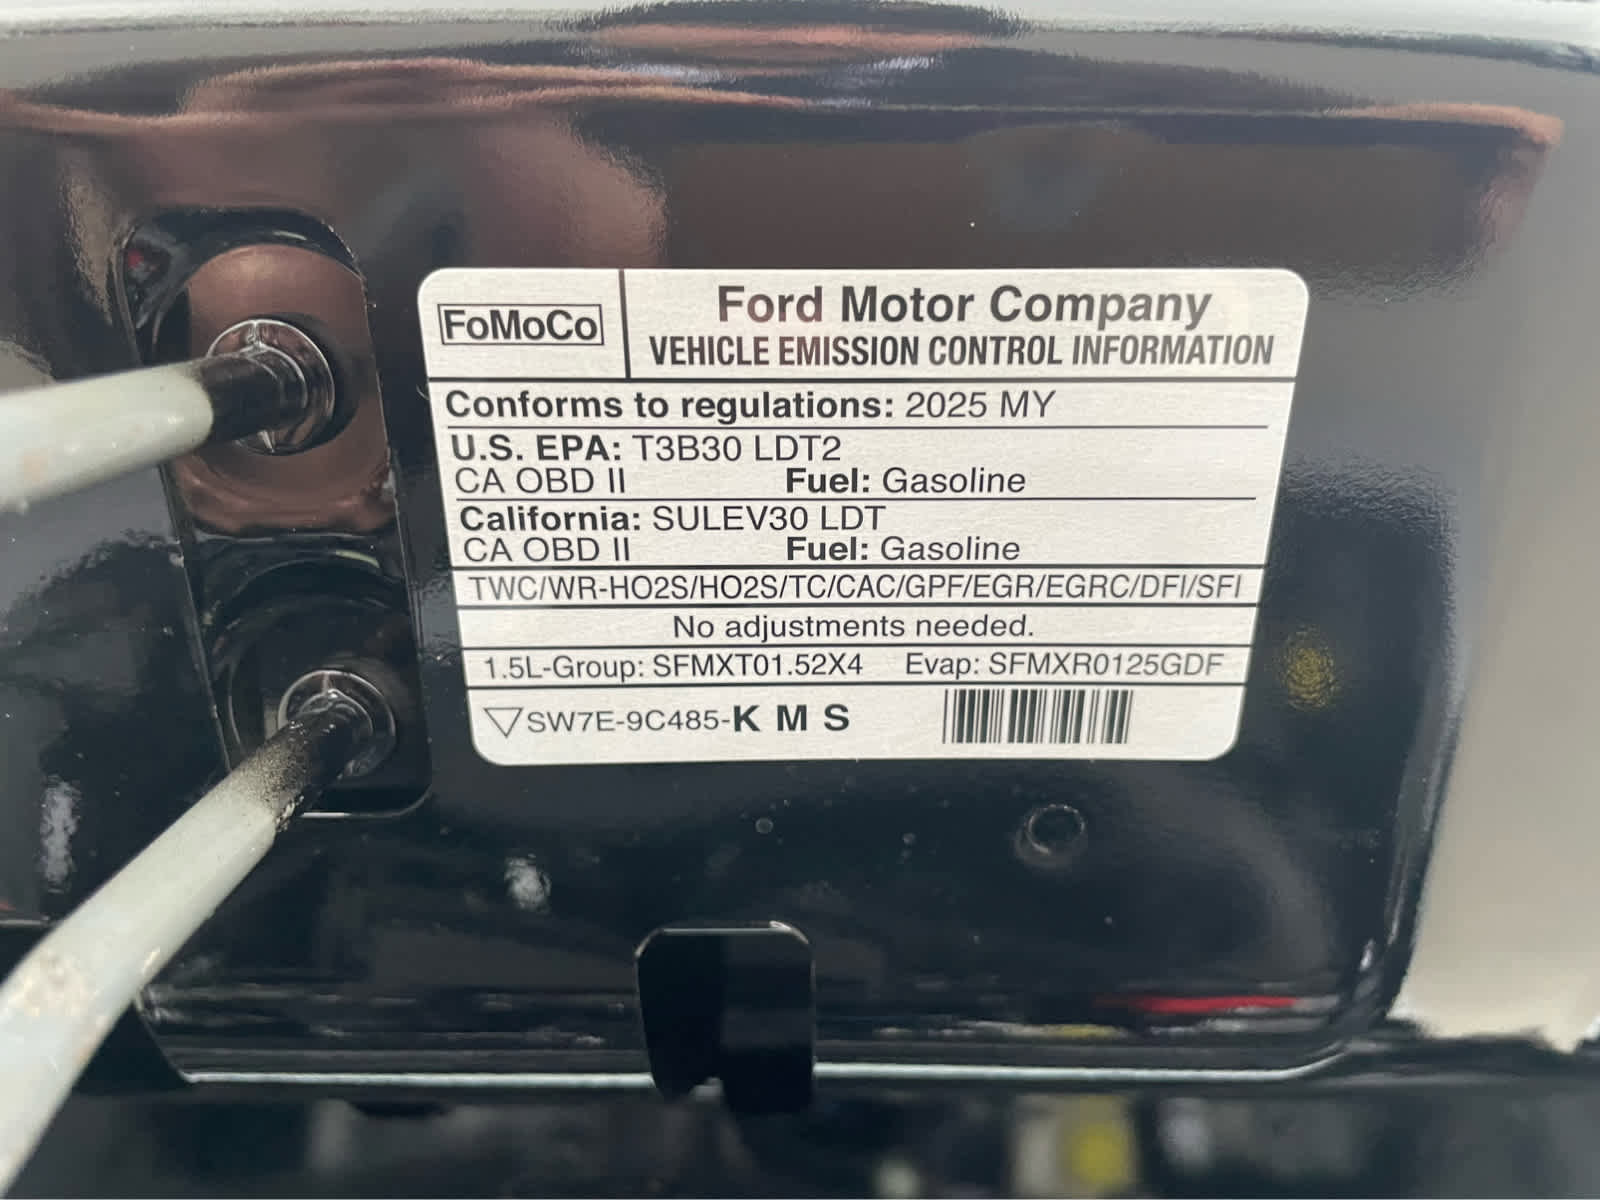 FoMoCo
Ford Motor Company
VEHICLE EMISSION CONTROL INFORMATION
Conforms to regulations: 2025 MY
U.S. EPA: T3B30 LDT2
CA OBD II Fuel: Gasoline
California: SULEV30 LDT
CA OBD II Fuel: Gasoline
TWC/WR-HO2S/HO2S/TC/CAC/GPF/EGR/EGRC/DFI/SFI
No adjustments needed.
1.5L-Group: SFMXT01.52X4 Evap: SFMXR0125GDF
SW7E-9C485-K M S